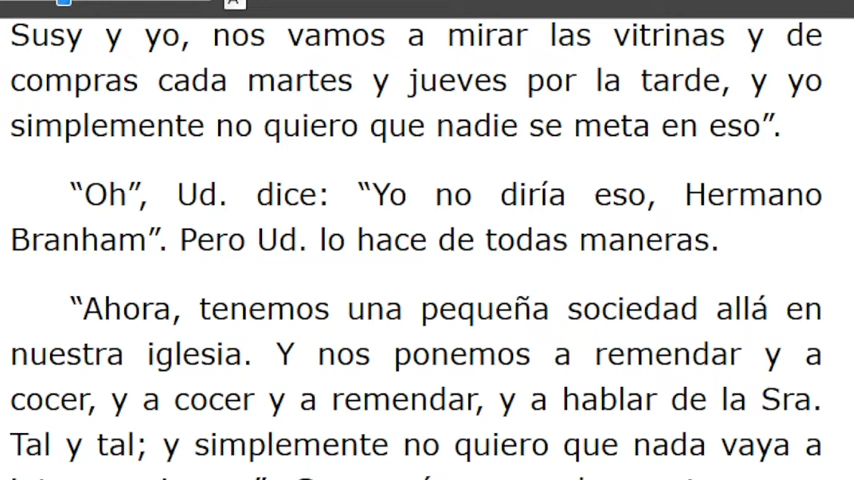 Susy y yo, nos vamos a mirar las vitrinas y de
compras cada martes y jueves por la tarde, y yo
simplemente no quiero que nadie se meta en eso”.
“Oh”, Ud. dice: “Yo no diría eso, Hermano
Branham”. Pero Ud. lo hace de todas maneras.
“Ahora, tenemos una pequeña sociedad allá en
nuestra iglesia. Y nos ponemos a remendar y a
cocer, y a cocer y a remendar, y a hablar de la Sra.
Tal y tal; y simplemente no quiero que nada vaya a